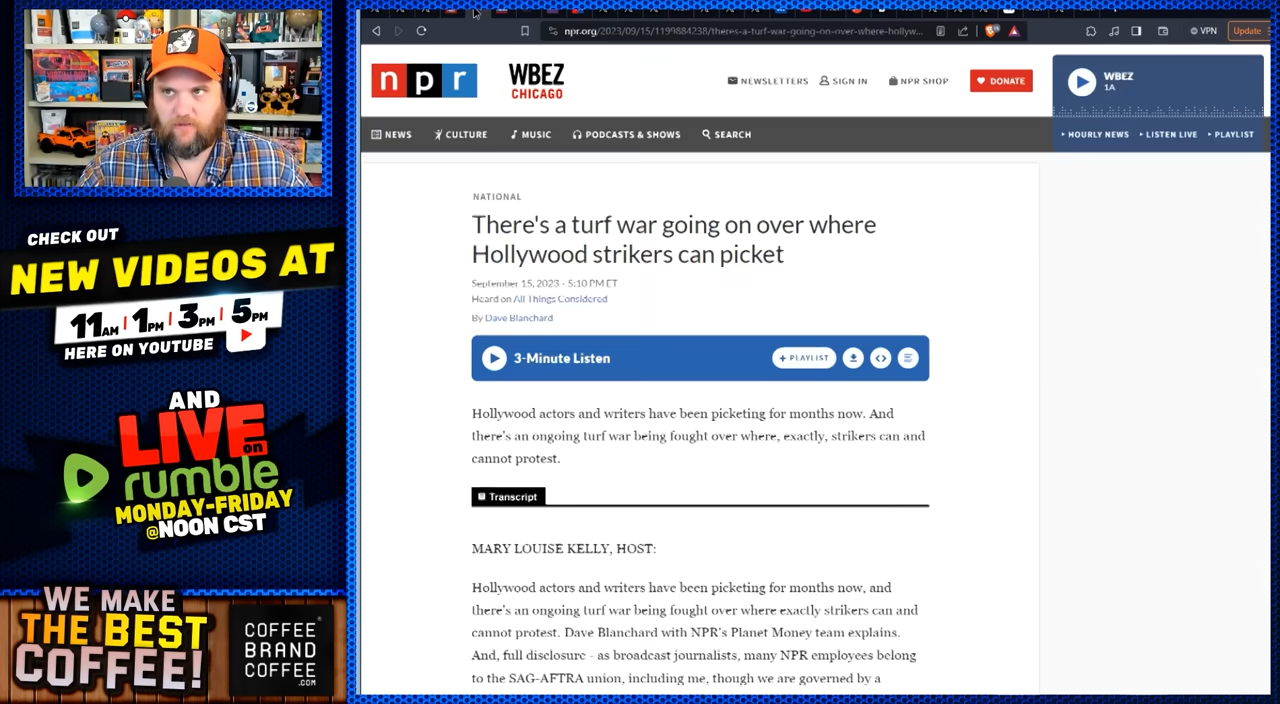 npr.org/2023/09/15/1199884238/theres-a-turf-war-going-on-over-where-hollyw...
VPN
Update
npr
WBEZ
CHICAGO
NEWSLETTERS
SIGN IN
NPR SHOP
DONATE
WBEZ
1A
NEWS
CULTURE
MUSIC
PODCASTS & SHOWS
SEARCH
HOURLY NEWS
LISTEN LIVE
PLAYLIST
NATIONAL
There's a turf war going on over where
Hollywood strikers can picket
September 15, 2023 · 5:10 PM ET
Heard on All Things Considered
By Dave Blanchard
3-Minute Listen
+ PLAYLIST
Hollywood actors and writers have been picketing for months now. And
there's an ongoing turf war being fought over where, exactly, strikers can and
cannot protest.
Transcript
MARY LOUISE KELLY, HOST:
Hollywood actors and writers have been picketing for months now, and
there's an ongoing turf war being fought over where exactly strikers can and
cannot protest. Dave Blanchard with NPR's Planet Money team explains.
And, full disclosure - as broadcast journalists, many NPR employees belong
to the SAG-AFTRA union, including me, though we are governed by a
CHECK OUT
NEW VIDEOS AT
11AM | 1PM | 3PM | 5PM
HERE ON YOUTUBE
AND
LIVE
on
rumble
MONDAY-FRIDAY
@NOON CST
WE MAKE
THE BEST
COFFEE!
COFFEE
BRAND
COFFEE
.COM